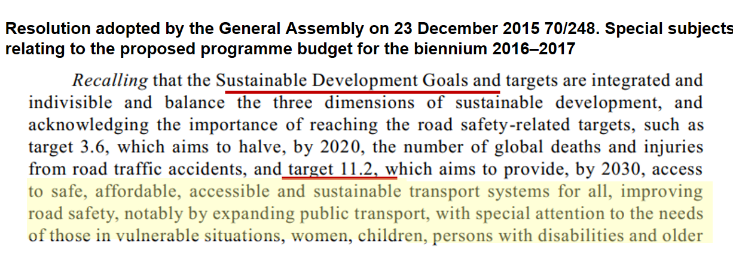 Resolution adopted by the General Assembly on 23 December 2015 70/248. Special subjects
relating to the proposed programme budget for the biennium 2016–2017
Recalling that the Sustainable Development Goals and targets are integrated and
indivisible and balance the three dimensions of sustainable development, and
acknowledging the importance of reaching the road safety-related targets, such as
target 3.6, which aims to halve, by 2020, the number of global deaths and injuries
from road traffic accidents, and target 11.2, which aims to provide, by 2030, access
to safe, affordable, accessible and sustainable transport systems for all, improving
road safety, notably by expanding public transport, with special attention to the needs
of those in vulnerable situations, women, children, persons with disabilities and older